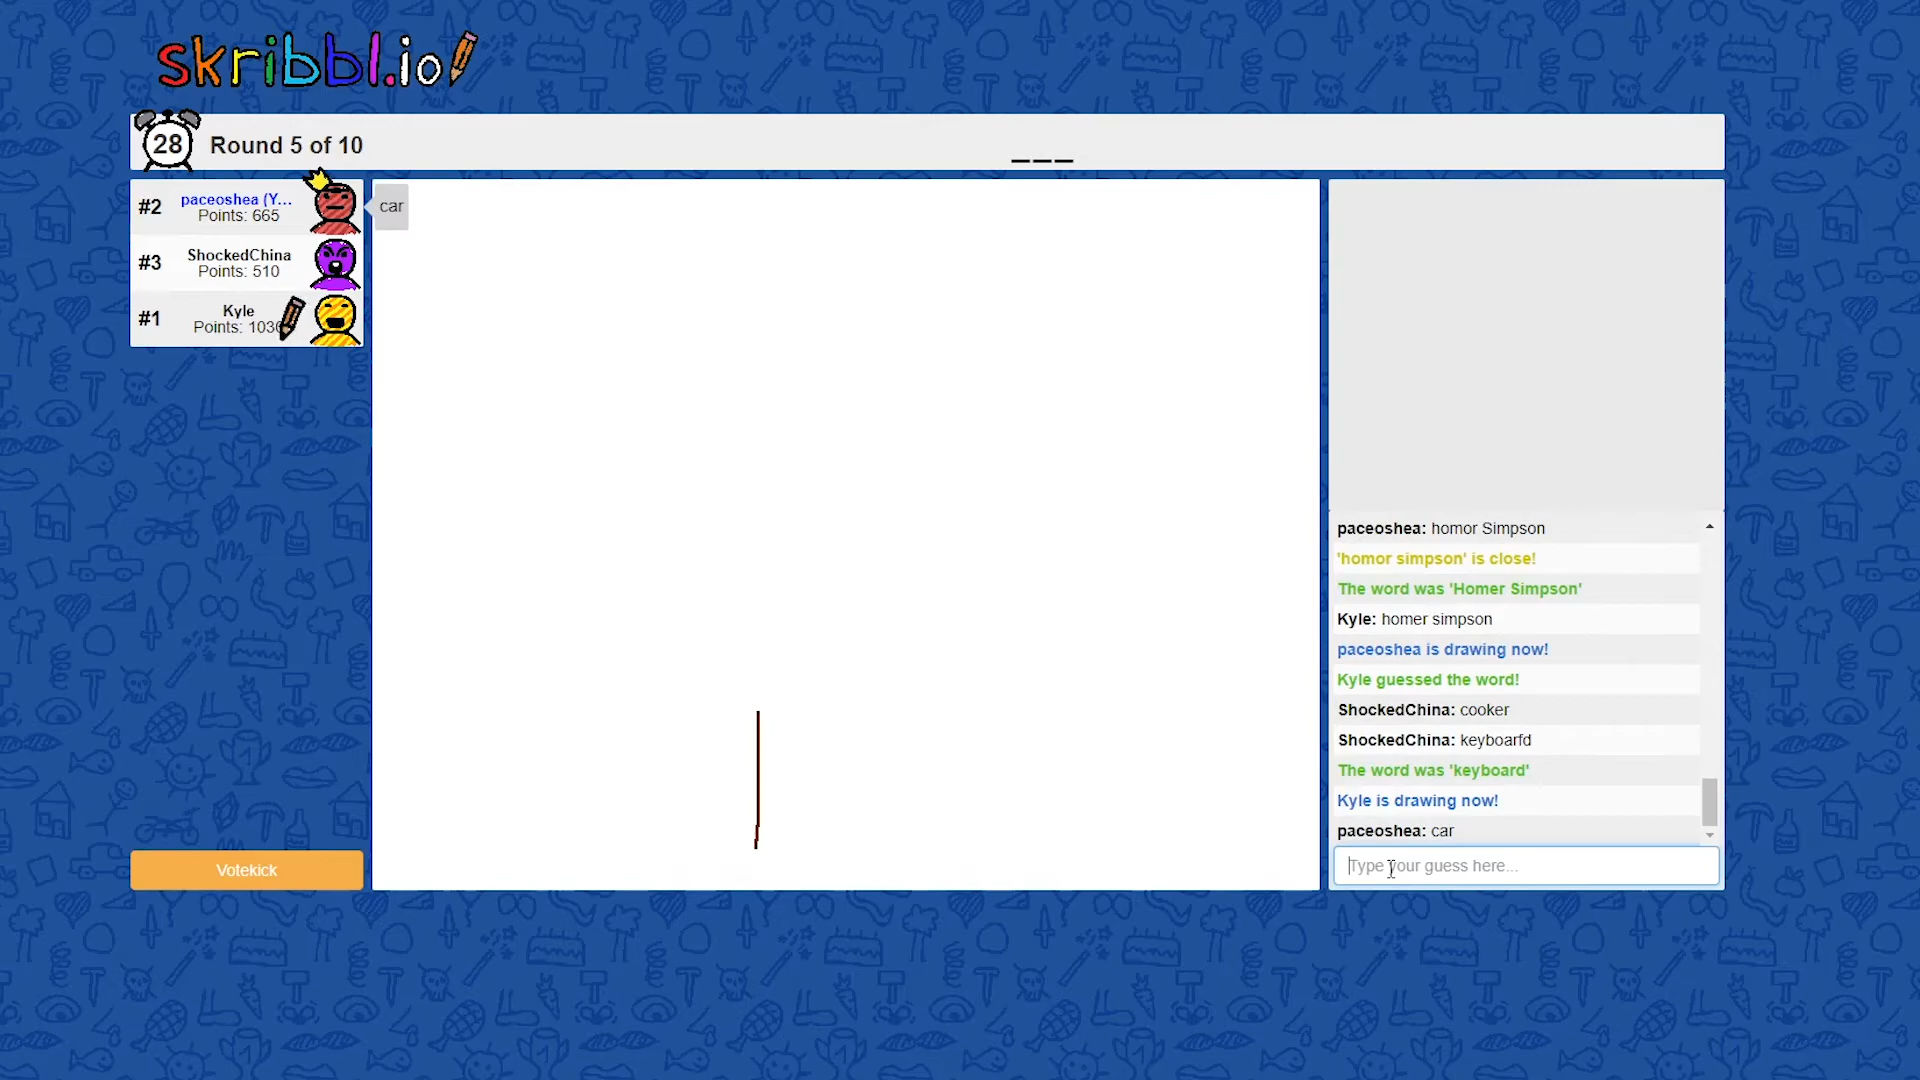 skribbl.io
28
Round 5 of 10
_ _ _
#2
paceoshea (Y...
Points: 665
car
#3
ShockedChina
Points: 510
#1
Kyle
paceoshea: homor Simpson
'homor simpson' is close!
The word was 'Homer Simpson'
Kyle: homer simpson
paceoshea is drawing now!
Kyle guessed the word!
ShockedChina: cooker
ShockedChina: keyboarfd
The word was 'keyboard'
Kyle is drawing now!
paceoshea: car
Type your guess here...
Votekick